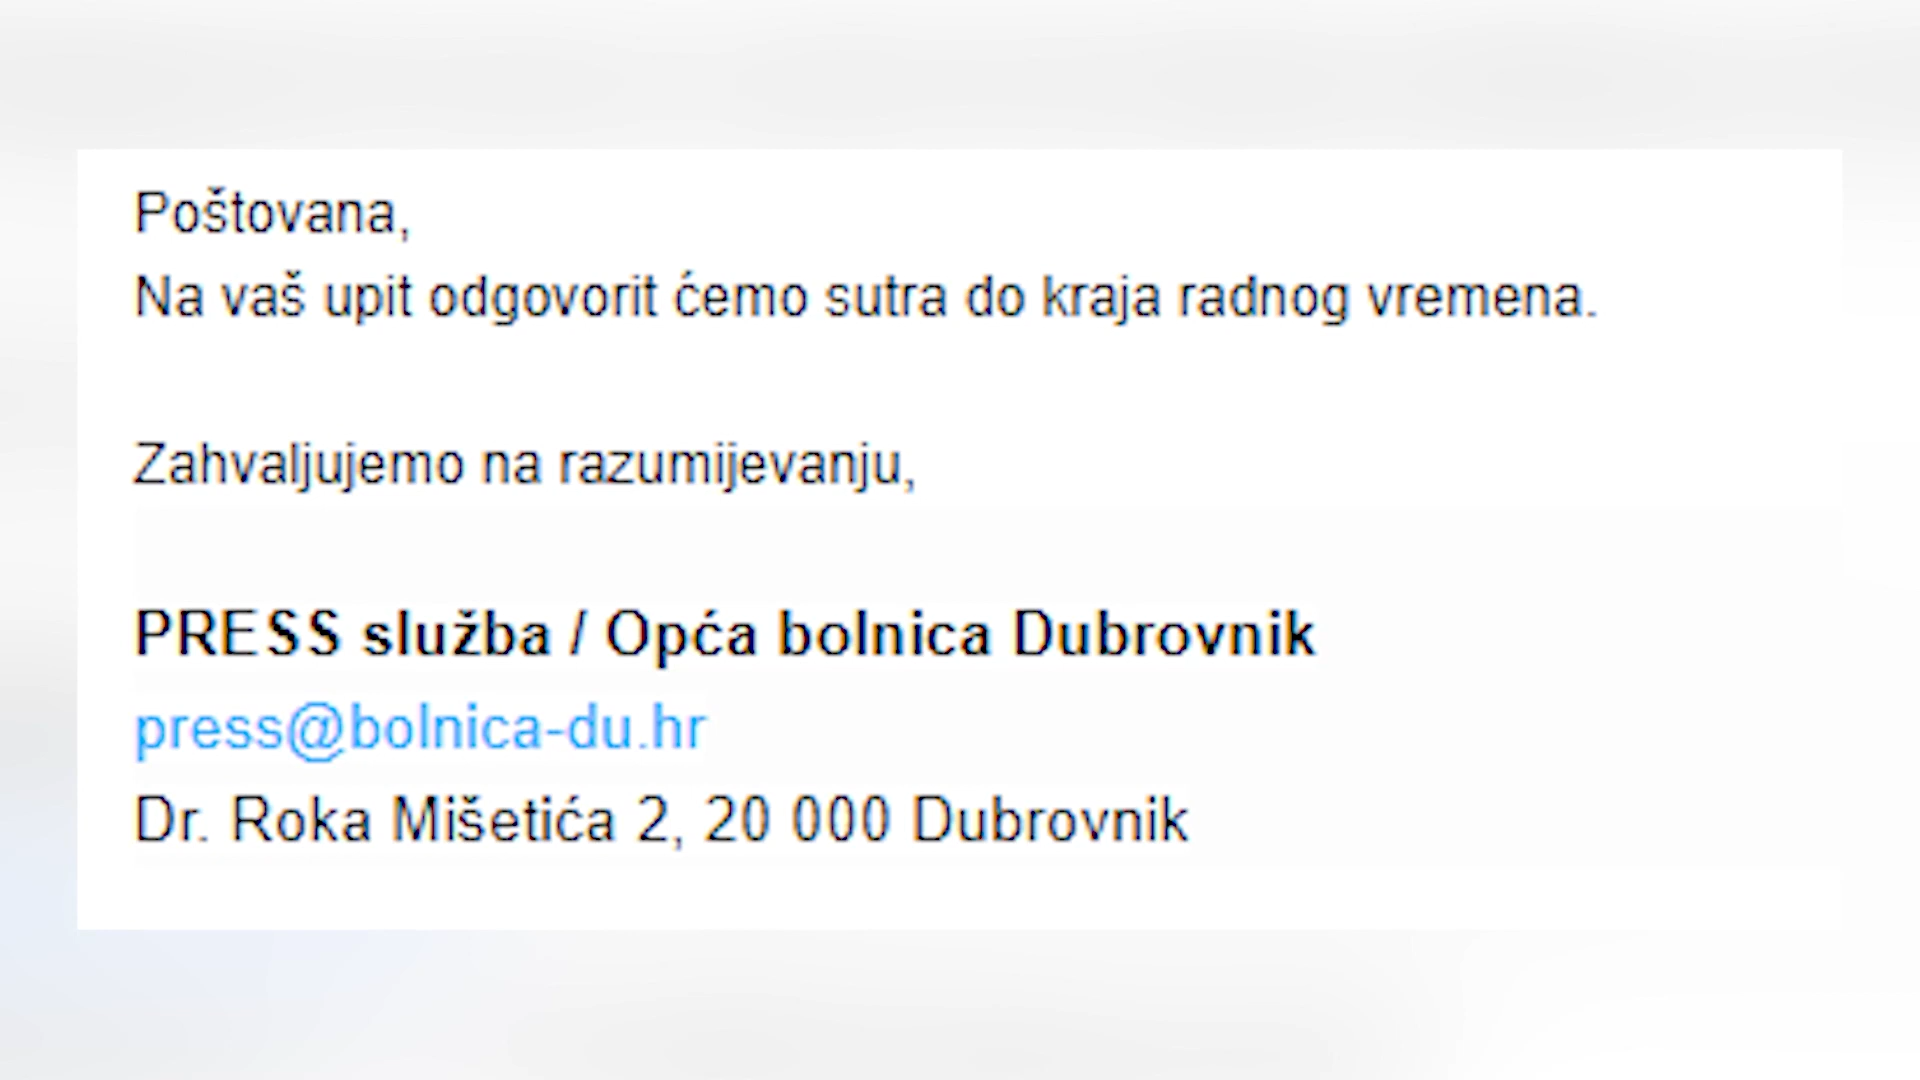 Poštovana,
Na vaš upit odgovorit ćemo sutra do kraja radnog vremena.
Zahvaljujemo na razumijevanju,
PRESS služba / Opća bolnica Dubrovnik
press@bolnica-du.hr
Dr. Roka Mišetića 2, 20 000 Dubrovnik